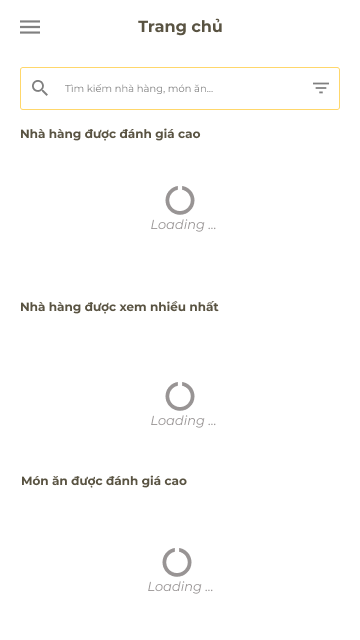 Trang chủ
Tìm kiếm nhà hàng, món ăn...
Nhà hàng được đánh giá cao
Loading ...
Nhà hàng được xem nhiều nhất
Loading ...
Món ăn được đánh giá cao
Loading ...